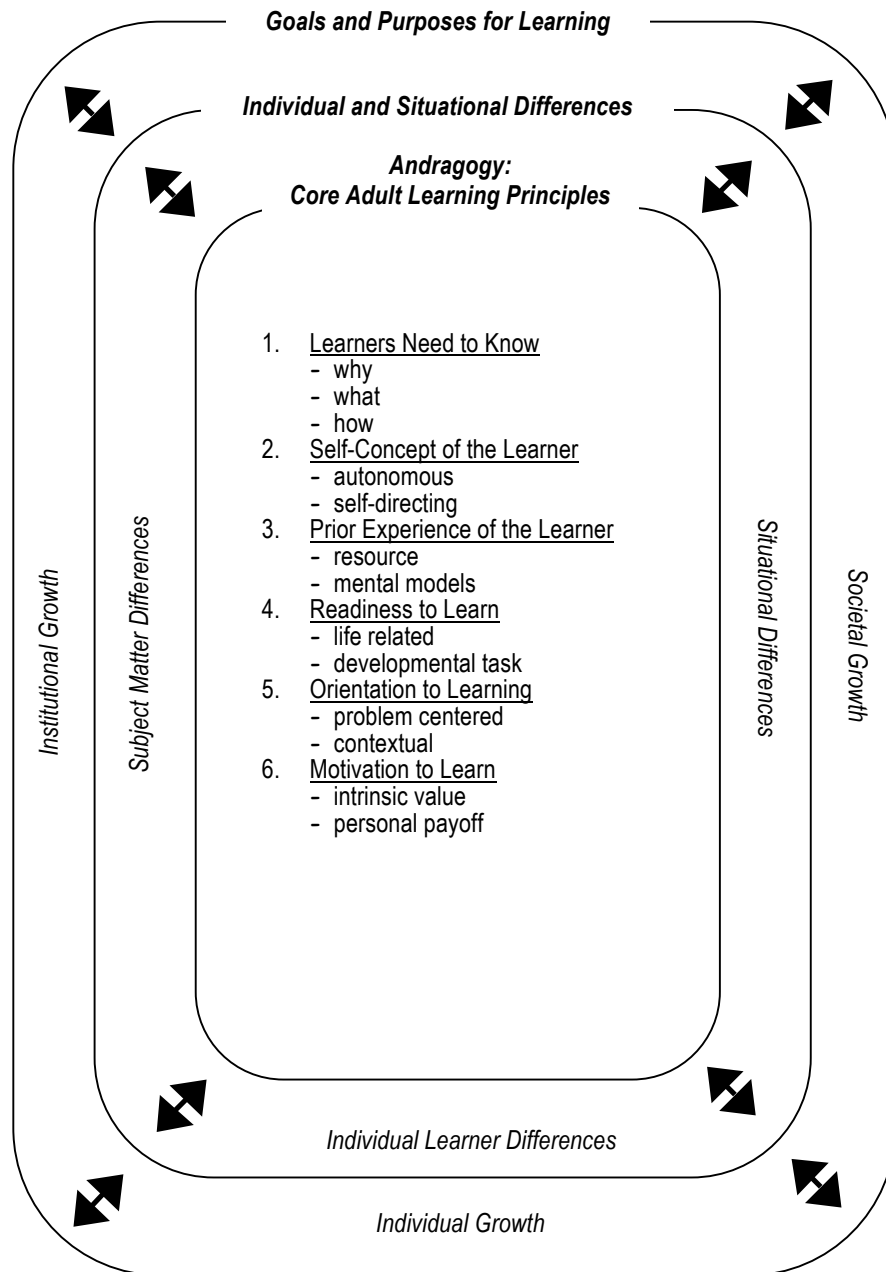 Goals and Purposes for Learning
Individual and Situational Differences
Andragogy:
Core Adult Learning Principles
1. Learners Need to Know
- why
- what
- how
2. Self-Concept of the Learner
- autonomous
- self-directing
3. Prior Experience of the Learner
- resource
- mental models
4. Readiness to Learn
- life related
- developmental task
5. Orientation to Learning
- problem centered
- contextual
6. Motivation to Learn
- intrinsic value
- personal payoff
Institutional Growth
Subject Matter Differences
Situational Differences
Societal Growth
Individual Learner Differences
Individual Growth